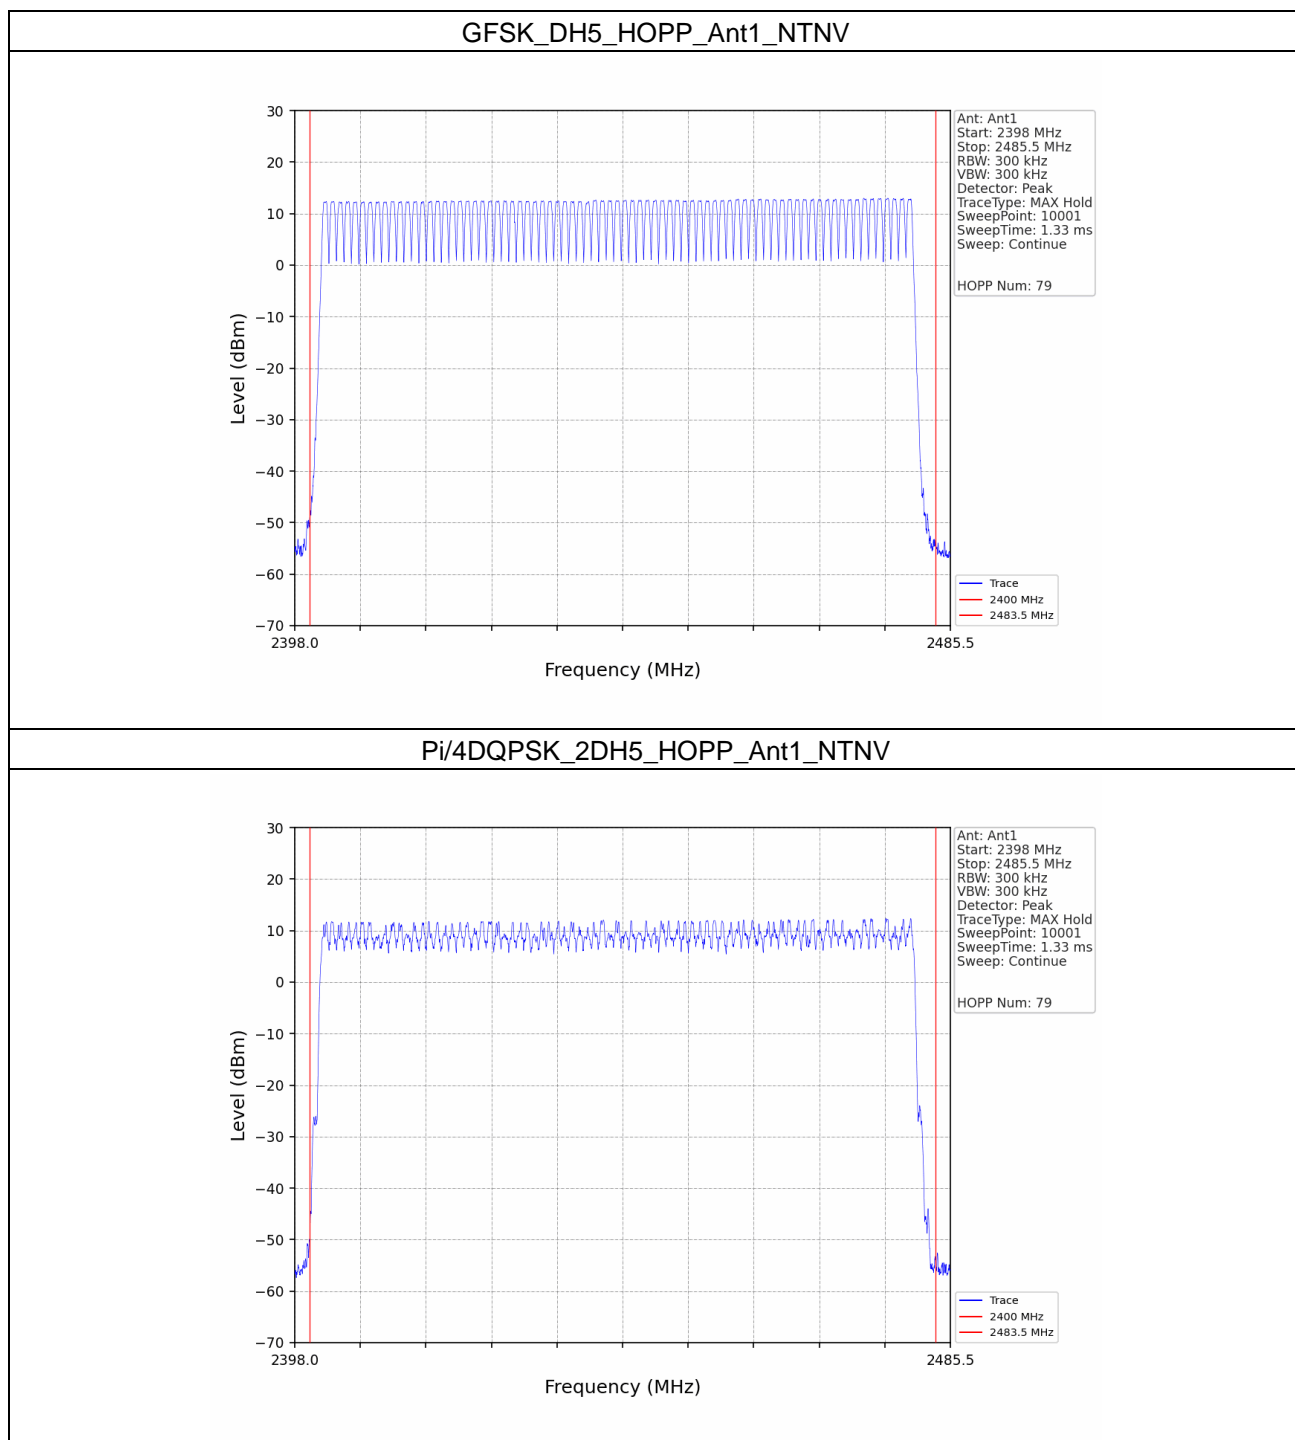 GFSK_DH5_HOPP_Ant1_NTNV
30
20
10
0
−10
−20
−30
−40
−50
−60
−70
Level (dBm)
2398.0
2485.5
Frequency (MHz)
Ant: Ant1
Start: 2398 MHz
Stop: 2485.5 MHz
RBW: 300 kHz
VBW: 300 kHz
Detector: Peak
TraceType: MAX Hold
SweepPoint: 10001
SweepTime: 1.33 ms
Sweep: Continue
HOPP Num: 79
Trace
2400 MHz
2483.5 MHz
Pi/4DQPSK_2DH5_HOPP_Ant1_NTNV
30
20
10
0
−10
−20
−30
−40
−50
−60
−70
Level (dBm)
2398.0
2485.5
Frequency (MHz)
Ant: Ant1
Start: 2398 MHz
Stop: 2485.5 MHz
RBW: 300 kHz
VBW: 300 kHz
Detector: Peak
TraceType: MAX Hold
SweepPoint: 10001
SweepTime: 1.33 ms
Sweep: Continue
HOPP Num: 79
Trace
2400 MHz
2483.5 MHz